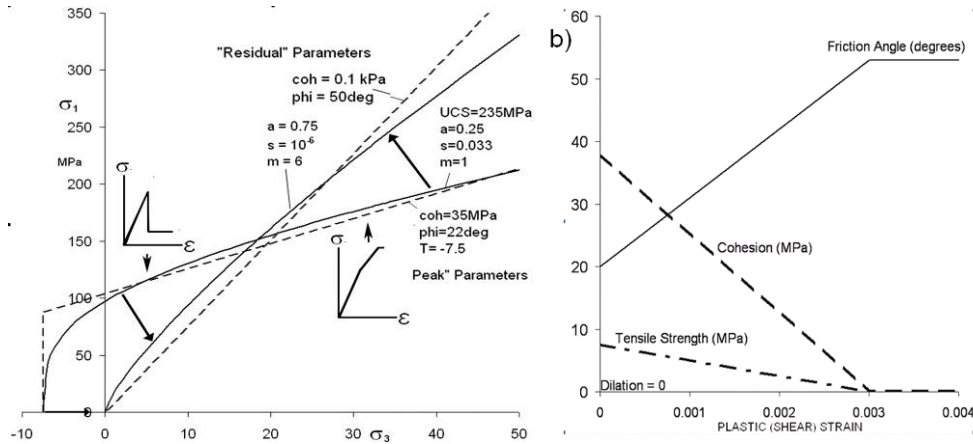 350
300
250
200
150
100
50
0
σ1
MPa
-10
0
10
20
30
40
50
σ3
"Residual" Parameters
coh = 0.1 kPa
phi = 50deg
a = 0.75
s = 10-6
m = 6
UCS=235MPa
a=0.25
s=0.033
m=1
coh=35MPa
phi=22deg
T= -7.5
Peak" Parameters
σ
ε
σ
ε
b)
60
50
40
30
20
10
0
Friction Angle (degrees)
Cohesion (MPa)
Tensile Strength (MPa)
Dilation = 0
0
0.001
0.002
0.003
0.004
PLASTIC (SHEAR) STRAIN